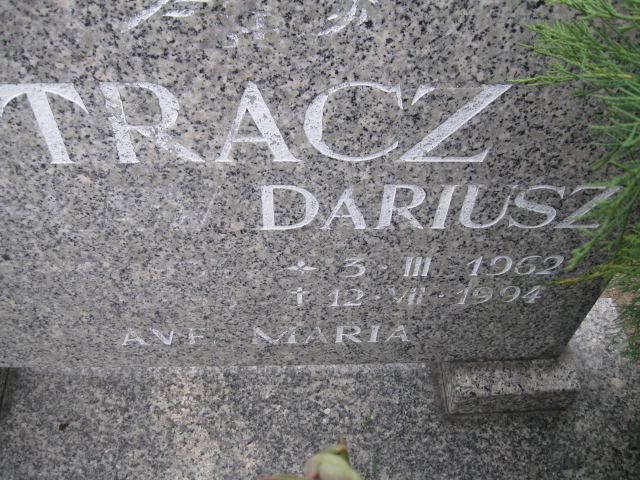 TRACZ
DARIUSZ
✢ 3 · III 1962
† 12 · VII · 1994
AVE MARIA